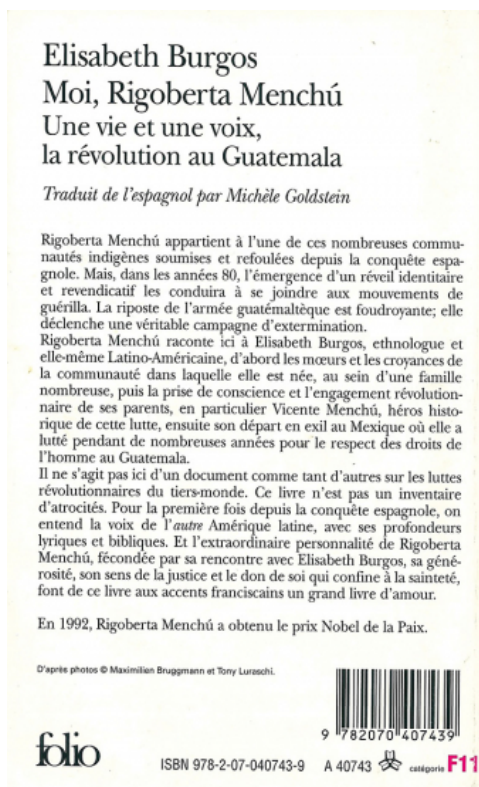 Elisabeth Burgos
Moi, Rigoberta Menchú
Une vie et une voix,
la révolution au Guatemala
Traduit de l'espagnol par Michèle Goldstein
Rigoberta Menchú appartient à l'une de ces nombreuses commu-
nautés indigènes soumises et refoulées depuis la conquête espa-
gnole. Mais, dans les années 80, l'émergence d'un réveil identitaire
et revendicatif les conduira à se joindre aux mouvements de
guérilla. La riposte de l'armée guatémaltèque est foudroyante; elle
déclenche une véritable campagne d'extermination.
Rigoberta Menchú raconte ici à Elisabeth Burgos, ethnologue et
elle-même Latino-Américaine, d'abord les mœurs et les croyances de
la communauté dans laquelle elle est née, au sein d'une famille
nombreuse, puis la prise de conscience et l'engagement révolution-
naire de ses parents, en particulier Vicente Menchú, héros histo-
rique de cette lutte, ensuite son départ en exil au Mexique où elle a
lutté pendant de nombreuses années pour le respect des droits de
l'homme au Guatemala.
Il ne s'agit pas ici d'un document comme tant d'autres sur les luttes
révolutionnaires du tiers-monde. Ce livre n'est pas un inventaire
d'atrocités. Pour la première fois depuis la conquête espagnole, on
entend la voix de l'autre Amérique latine, avec ses profondeurs
lyriques et bibliques. Et l'extraordinaire personnalité de Rigoberta
Menchú, fécondée par sa rencontre avec Elisabeth Burgos, sa géné-
rosité, son sens de la justice et le don de soi qui confine à la sainteté,
font de ce livre aux accents franciscains un grand livre d'amour.
En 1992, Rigoberta Menchú a obtenu le prix Nobel de la Paix.
D'après photos © Maximilien Bruggmann et Tony Luraschi.
9 782070 407439
folio
ISBN 978-2-07-040743-9 A 40743 catégorie F11